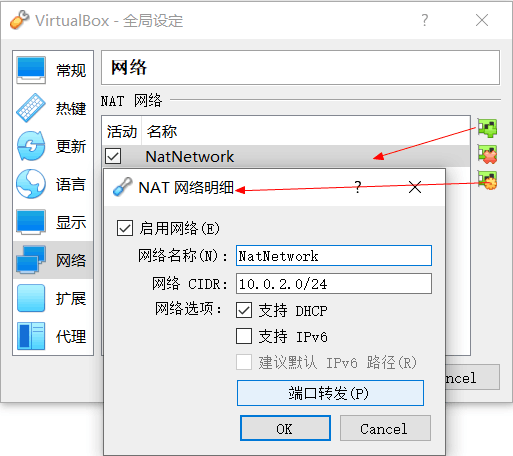 VirtualBox - 全局设定
?
常规
热键
更新
语言
显示
网络
扩展
代理
网络
NAT 网络
活动 名称
NatNetwork
NAT 网络明细
?
启用网络(E)
网络名称(N): NatNetwork
网络 CIDR: 10.0.2.0/24
网络选项: 支持 DHCP
支持 IPv6
建议默认 IPv6 路径(R)
端口转发(P)
OK
Cancel
ncel